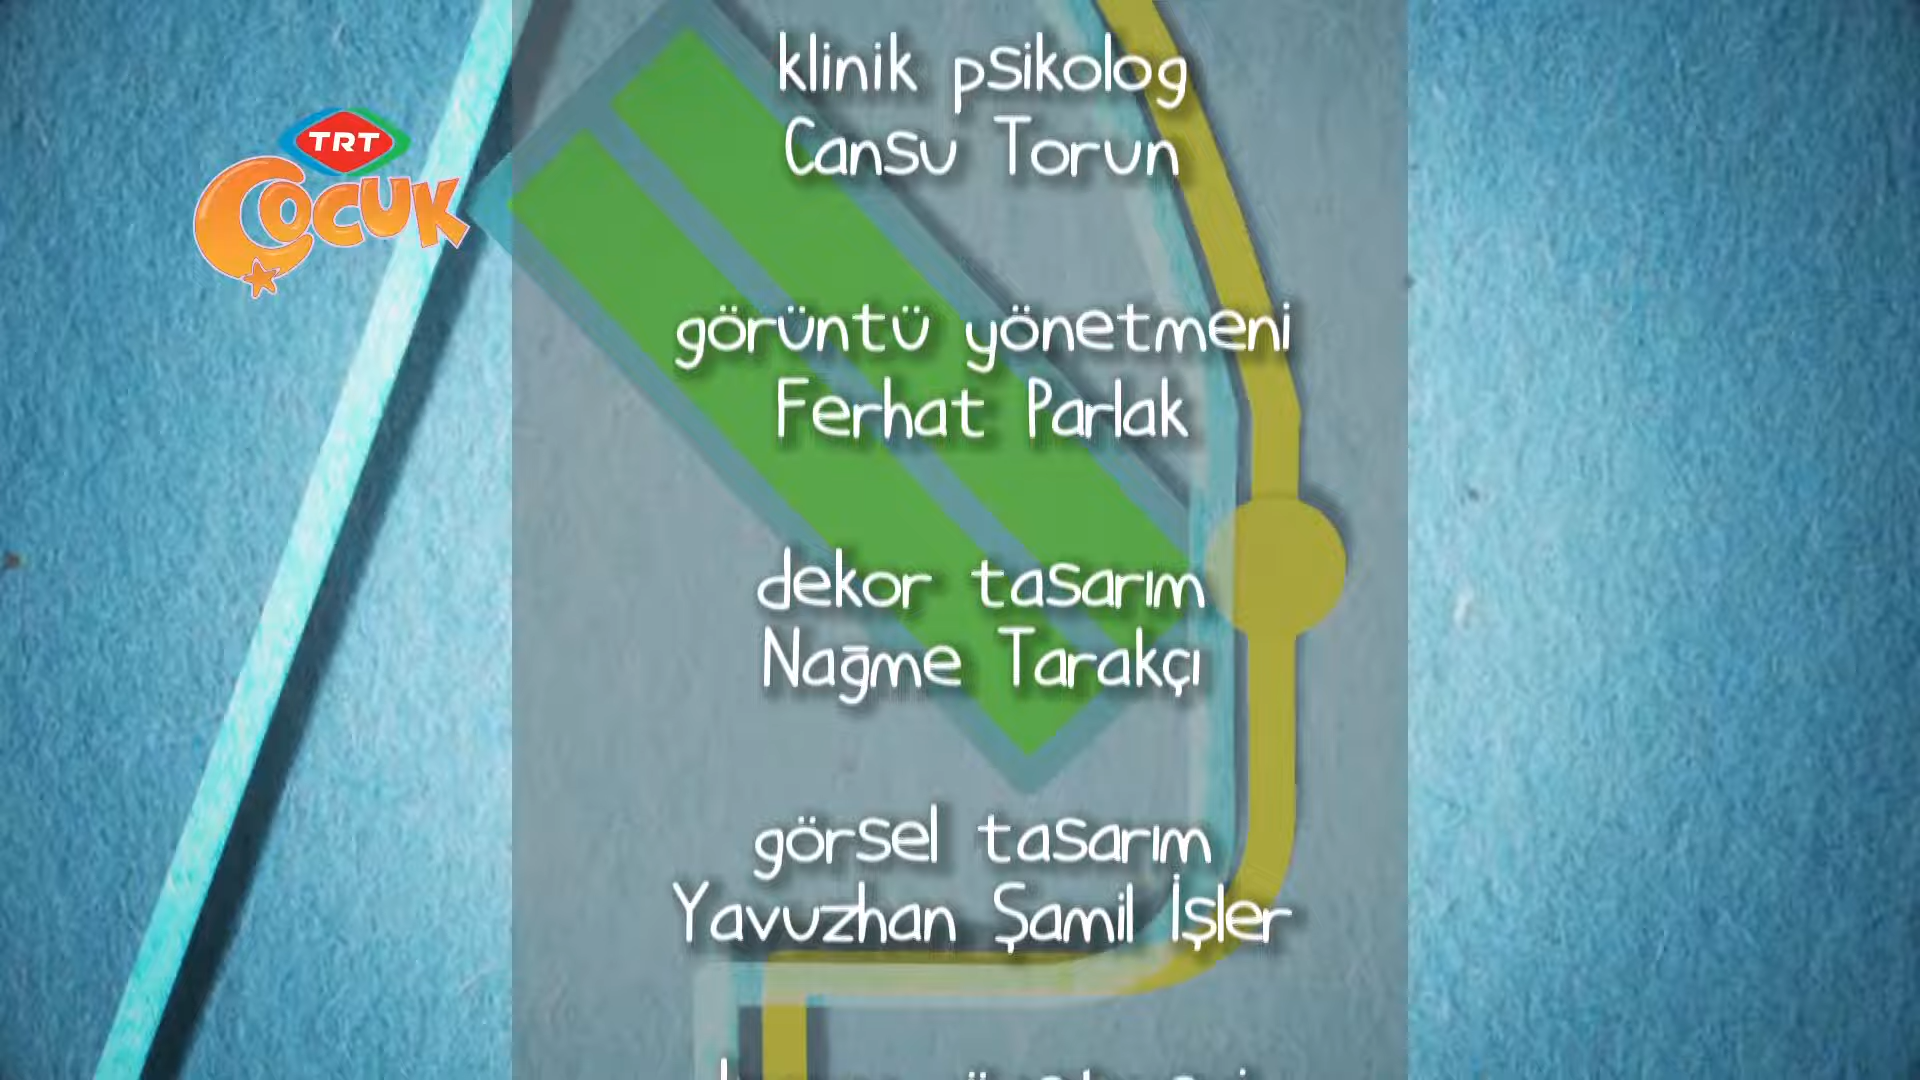 TRT
ÇOCUK
klinik psikolog
Cansu Torun
görüntü yönetmeni
Ferhat Parlak
dekor tasarım
Nağme Tarakçı
görsel tasarım
Yavuzhan Şamil İşler